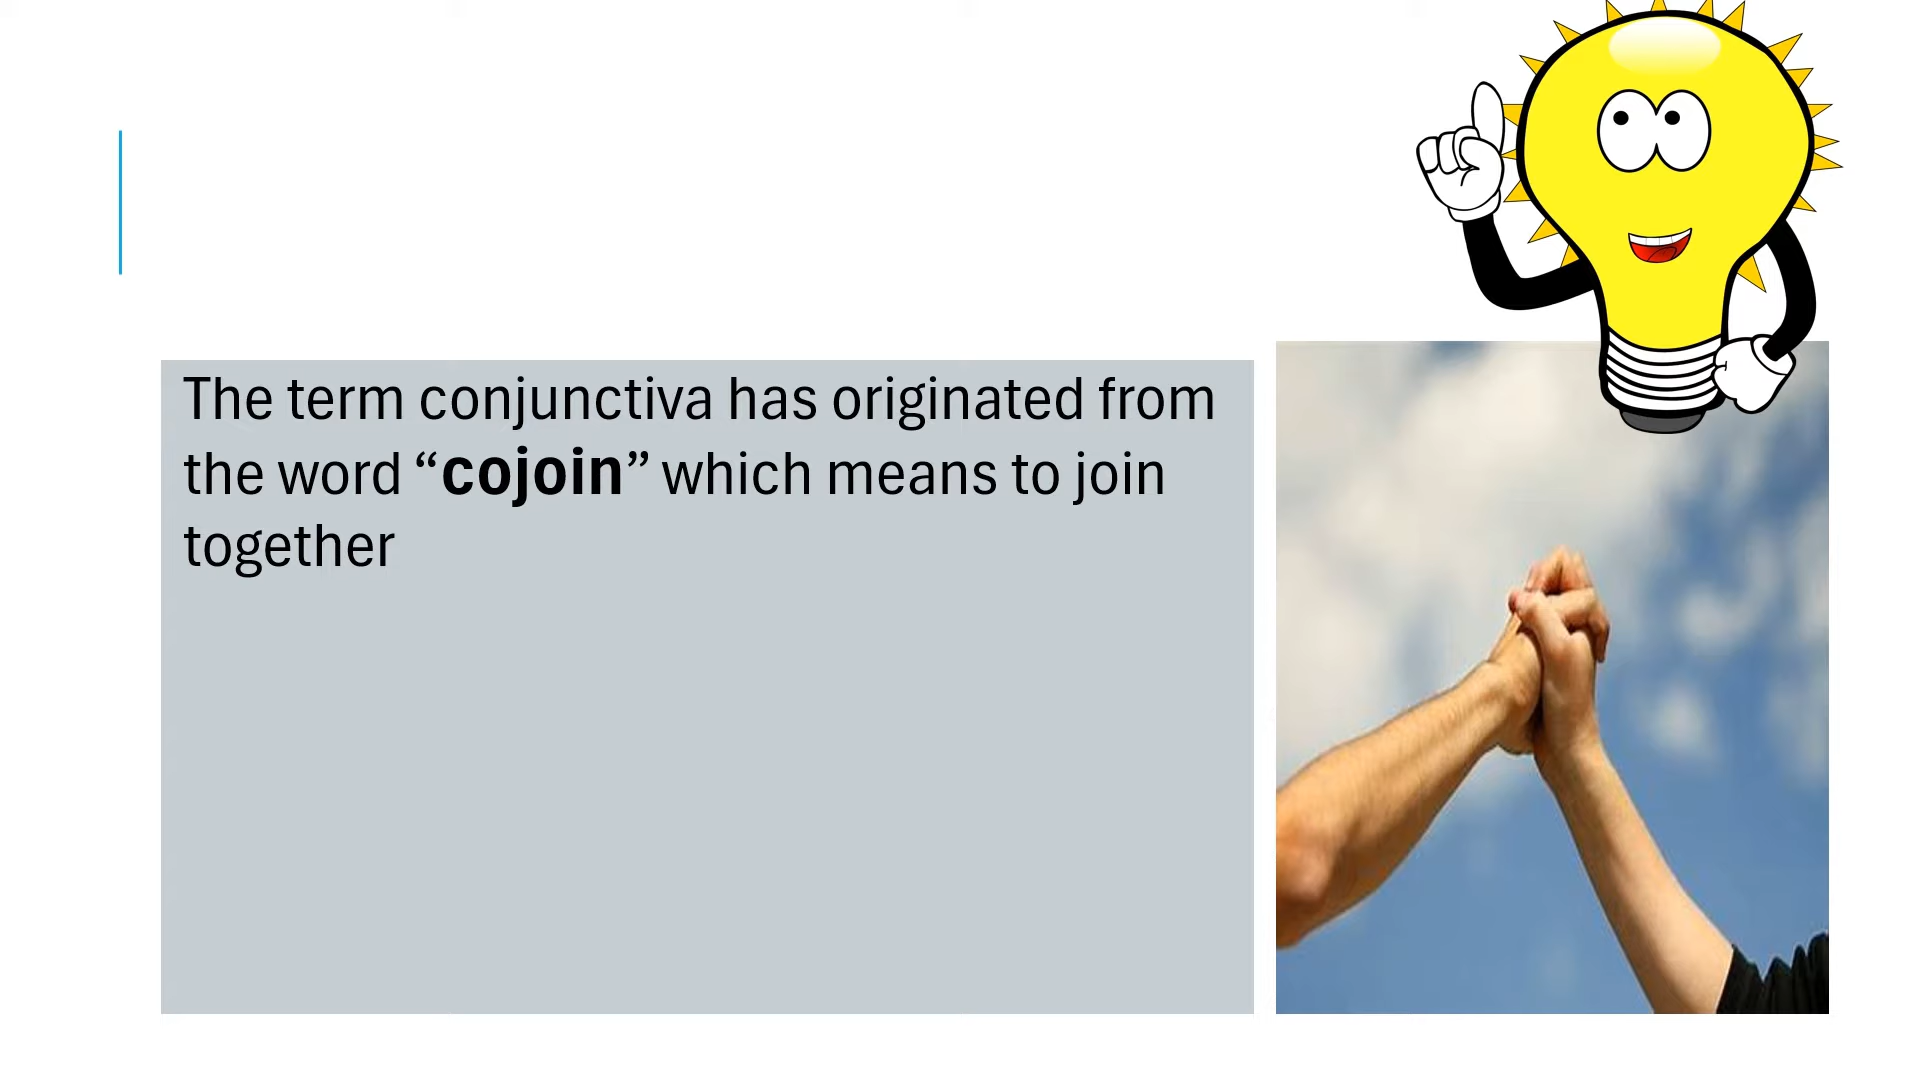 The term conjunctiva has originated from
the word “cojoin” which means to join
together